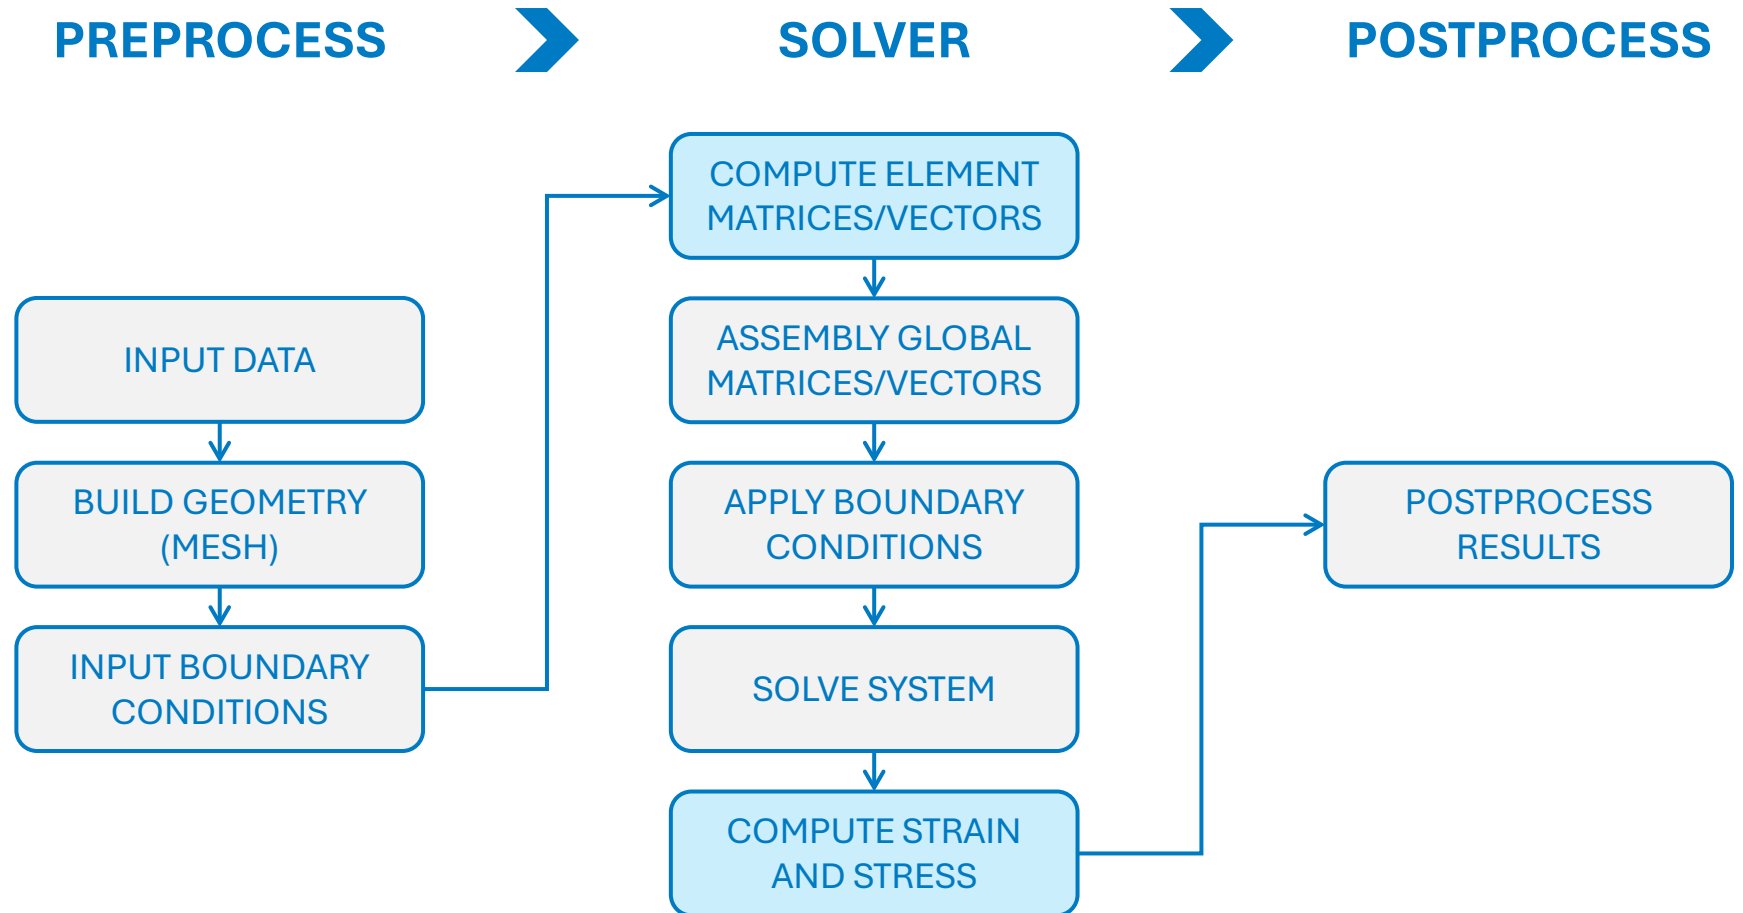 PREPROCESS
SOLVER
POSTPROCESS
INPUT DATA
BUILD GEOMETRY
(MESH)
INPUT BOUNDARY
CONDITIONS
COMPUTE ELEMENT
MATRICES/VECTORS
ASSEMBLY GLOBAL
MATRICES/VECTORS
APPLY BOUNDARY
CONDITIONS
SOLVE SYSTEM
COMPUTE STRAIN
AND STRESS
POSTPROCESS
RESULTS